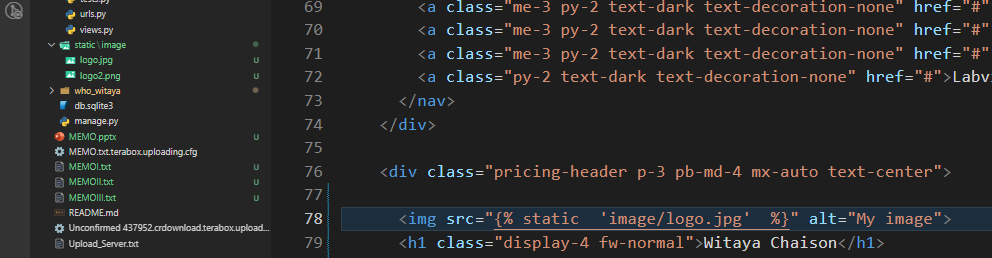 tests.py
urls.py
views.py
static \ image
logo.jpg U
logo2.png U
who_witaya
db.sqlite3
manage.py
MEMO.pptx U
MEMO.txt.terabox.uploading.cfg
MEMOI.txt U
MEMOII.txt U
MEMOIII.txt U
README.md
Unconfirmed 437952.crdownload.terabox.upload...
Upload_Server.txt
69 <a class="me-3 py-2 text-dark text-decoration-none" href="#"
70 <a class="me-3 py-2 text-dark text-decoration-none" href="#"
71 <a class="me-3 py-2 text-dark text-decoration-none" href="#"
72 <a class="py-2 text-dark text-decoration-none" href="#">Labvi
73 </nav>
74 </div>
75
76 <div class="pricing-header p-3 pb-md-4 mx-auto text-center">
77
78 <img src="{% static  'image/logo.jpg'  %}" alt="My image">
79 <h1 class="display-4 fw-normal">Witaya Chaison</h1>